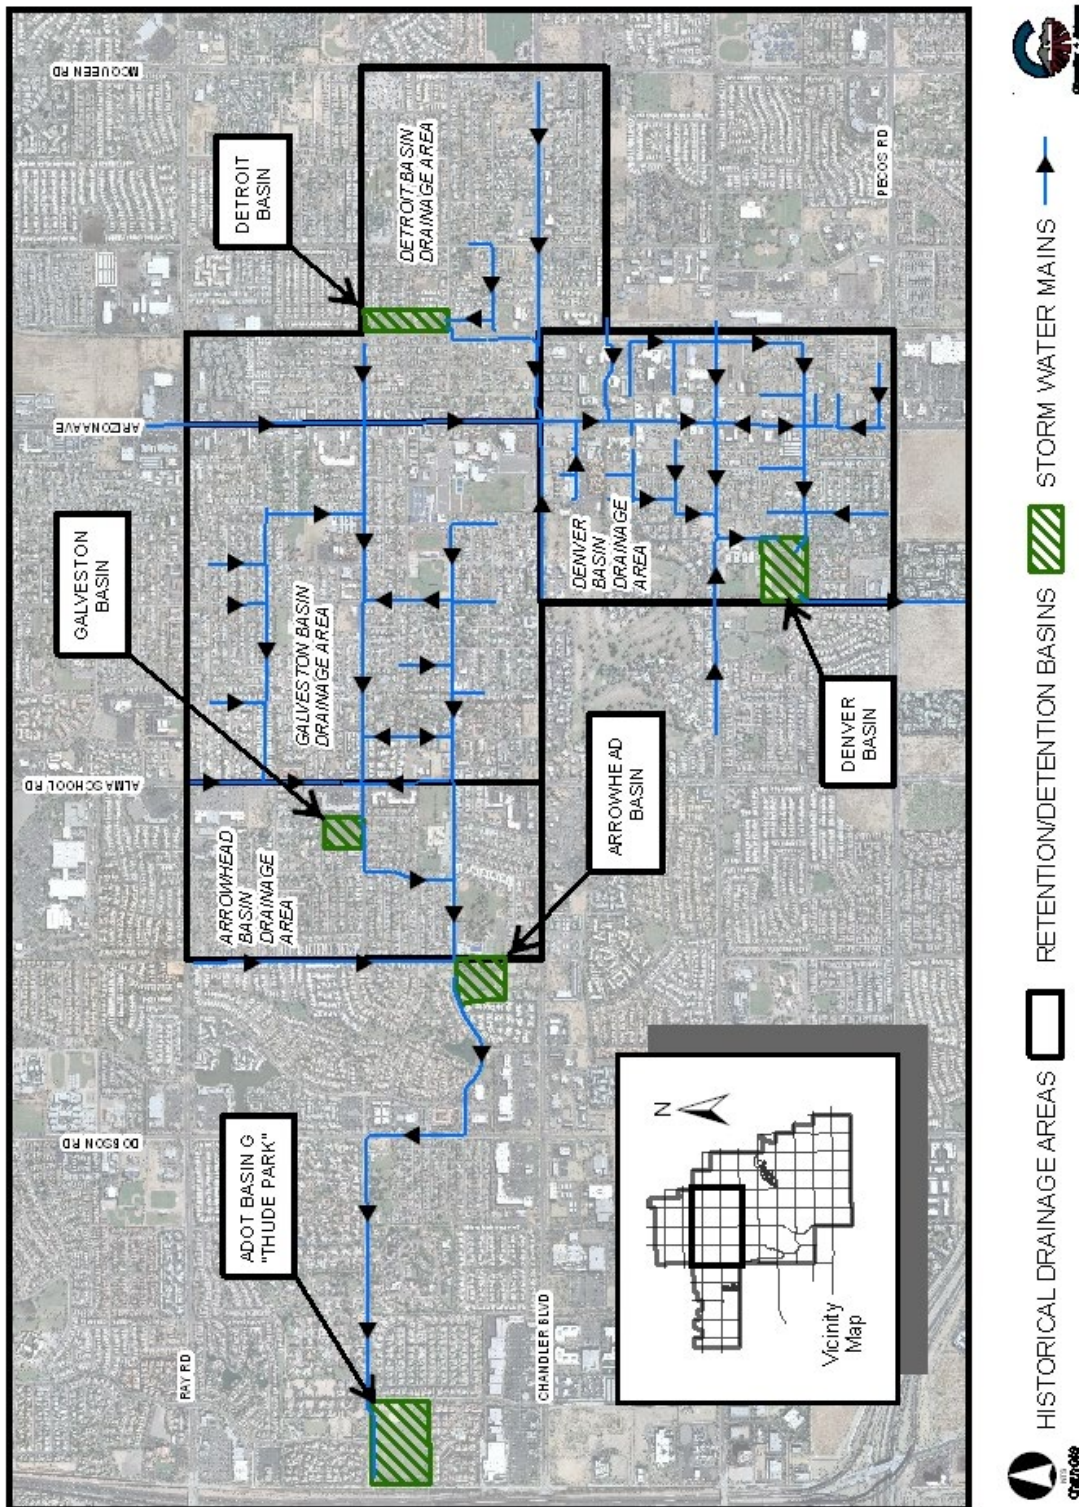 MCQUEEN RD
DETROIT
BASIN
DETROIT BASIN
DRAINAGE AREA
PECOS RD
ARIZONA AVE
GALVESTON
BASIN
GALVESTON BASIN
DRAINAGE AREA
DENVER
BASIN
DRAINAGE
AREA
ALMA SCHOOL RD
ARROWHEAD
BASIN
DRAINAGE
AREA
ARROWHEAD
BASIN
DENVER
BASIN
DOBSON RD
ADOT BASIN G
"THUDE PARK"
RAY RD
CHANDLER BLVD
N
Vicinity
Map
HISTORICAL DRAINAGE AREAS
RETENTION/DETENTION BASINS
STORM WATER MAINS
NTS